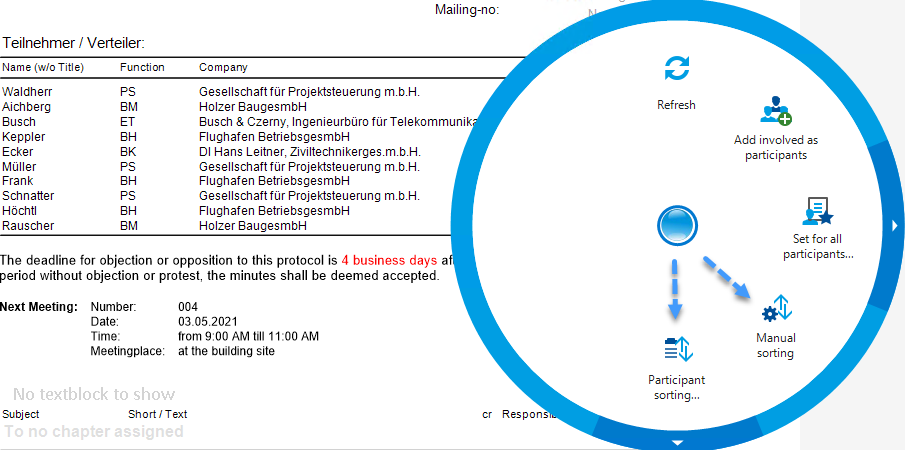 Mailing-no:
Teilnehmer / Verteiler:
Name (w/o Title) Function Company
Waldherr PS Gesellschaft für Projektsteuerung m.b.H.
Aichberg BM Holzer BaugesmbH
Busch ET Busch & Czerny, Ingenieurbüro für Telekommunika
Keppler BH Flughafen BetriebsgesmbH
Ecker BK DI Hans Leitner, Ziviltechnikerges.m.b.H.
Müller PS Gesellschaft für Projektsteuerung m.b.H.
Frank BH Flughafen BetriebsgesmbH
Schnatter PS Gesellschaft für Projektsteuerung m.b.H.
Höchtl BH Flughafen BetriebsgesmbH
Rauscher BM Holzer BaugesmbH
The deadline for objection or opposition to this protocol is 4 business days af
period without objection or protest, the minutes shall be deemed accepted.
Next Meeting: Number: 004
Date: 03.05.2021
Time: from 9:00 AM till 11:00 AM
Meetingplace: at the building site
No textblock to show
Subject Short / Text cr Responsib
To no chapter assigned
Refresh
Add involved as
participants
Set for all
participants...
Manual
sorting
Participant
sorting...